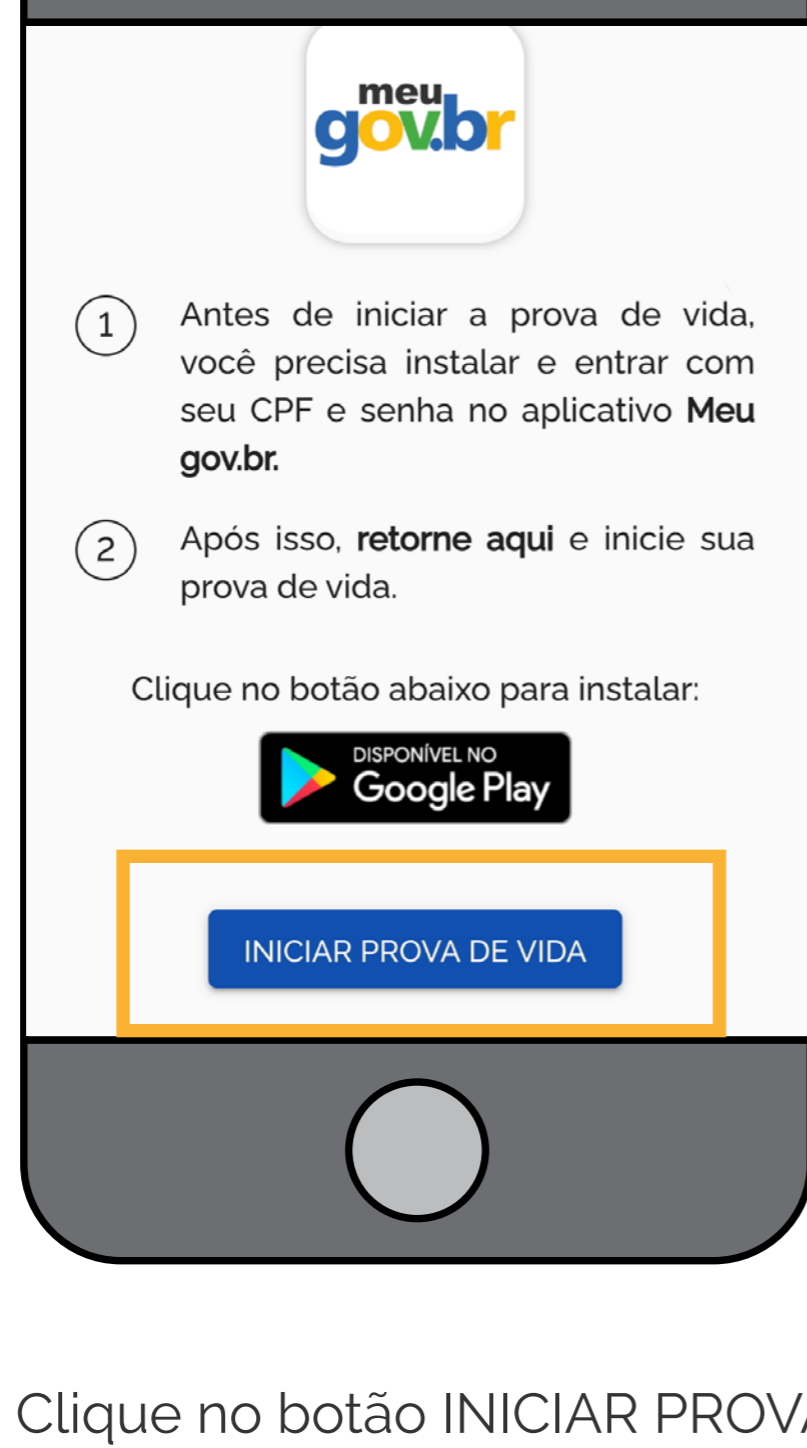 meu
gov.br
1 Antes de iniciar a prova de vida,
você precisa instalar e entrar com
seu CPF e senha no aplicativo Meu
gov.br.
2 Após isso, retorne aqui e inicie sua
prova de vida.
Clique no botão abaixo para instalar:
DISPONÍVEL NO
Google Play
INICIAR PROVA DE VIDA
Clique no botão INICIAR PROVA